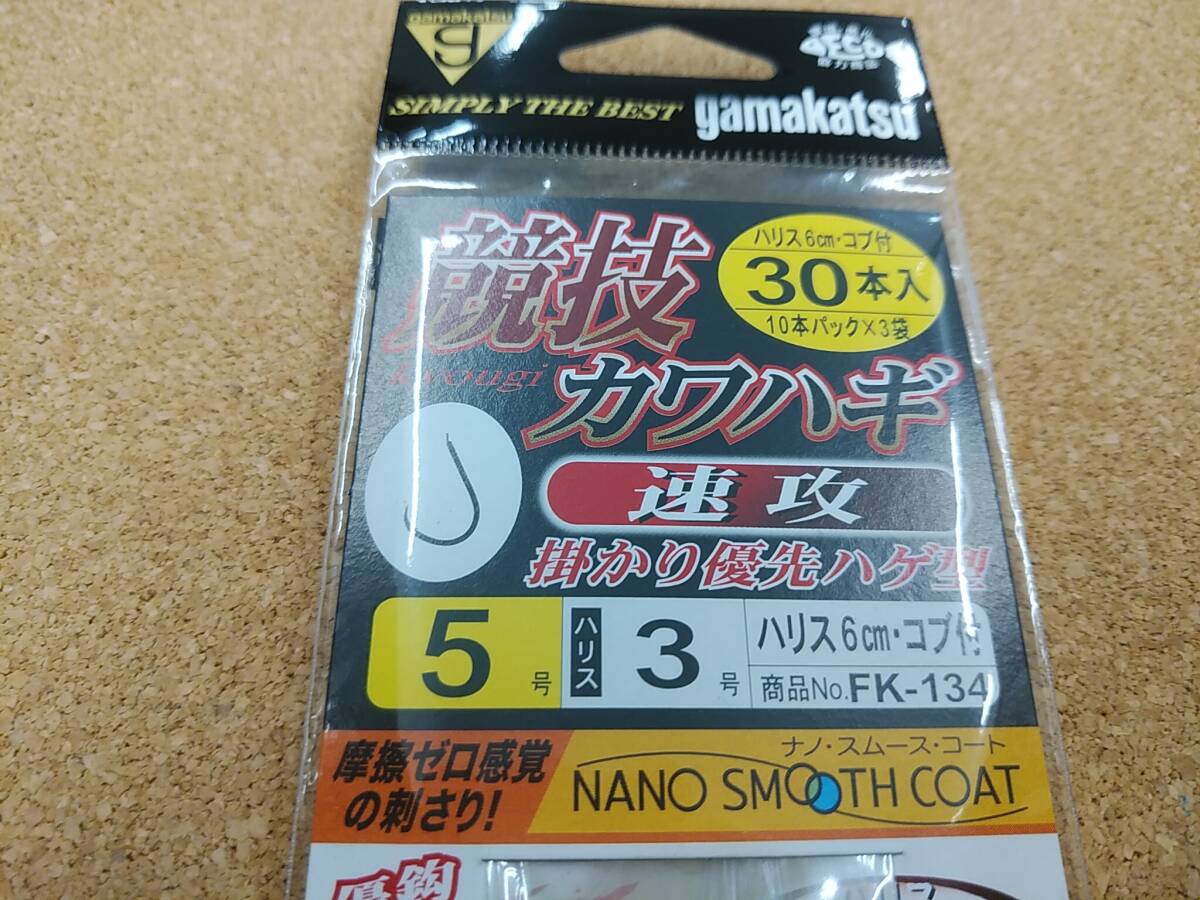 gamakatsu
g
SIMPLY THE BEST
gamakatsu
ハリス6cm・コブ付
30本入
10本パック×3袋
競技
kyougi
カワハギ
速攻
掛かり優先ハゲ型
5号
ハリス
3号
ハリス6cm・コブ付
商品No.FK-134
摩擦ゼロ感覚
の刺さり!
ナノ・スムース・コート
NANO SMOOTH COAT